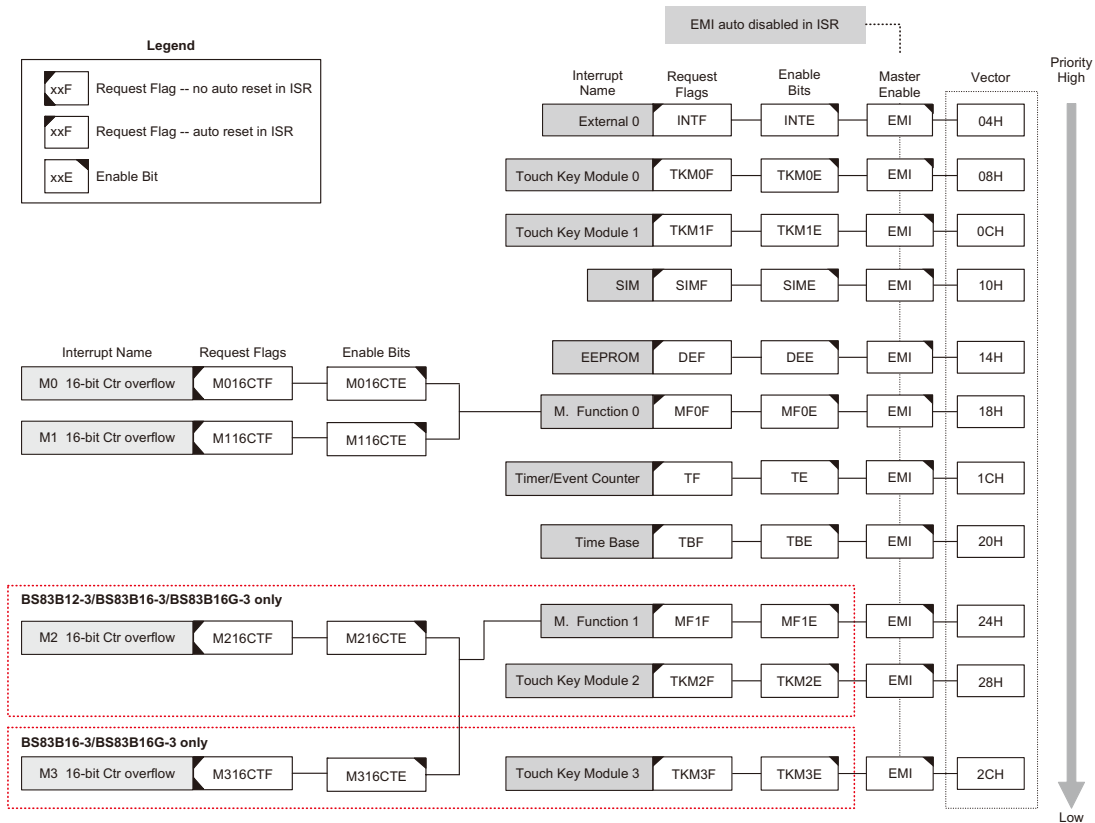 EMI auto disabled in ISR
Legend
xxF Request Flag -- no auto reset in ISR
xxF Request Flag -- auto reset in ISR
xxE Enable Bit
Interrupt Name
Request Flags
Enable Bits
Master Enable
Vector
Priority High
External 0 INTF INTE EMI 04H
Touch Key Module 0 TKM0F TKM0E EMI 08H
Touch Key Module 1 TKM1F TKM1E EMI 0CH
SIM SIMF SIME EMI 10H
Interrupt Name Request Flags Enable Bits
EEPROM DEF DEE EMI 14H
M0 16-bit Ctr overflow M016CTF M016CTE
M. Function 0 MF0F MF0E EMI 18H
M1 16-bit Ctr overflow M116CTF M116CTE
Timer/Event Counter TF TE EMI 1CH
Time Base TBF TBE EMI 20H
BS83B12-3/BS83B16-3/BS83B16G-3 only
M2 16-bit Ctr overflow M216CTF M216CTE
M. Function 1 MF1F MF1E EMI 24H
Touch Key Module 2 TKM2F TKM2E EMI 28H
BS83B16-3/BS83B16G-3 only
M3 16-bit Ctr overflow M316CTF M316CTE
Touch Key Module 3 TKM3F TKM3E EMI 2CH
Low